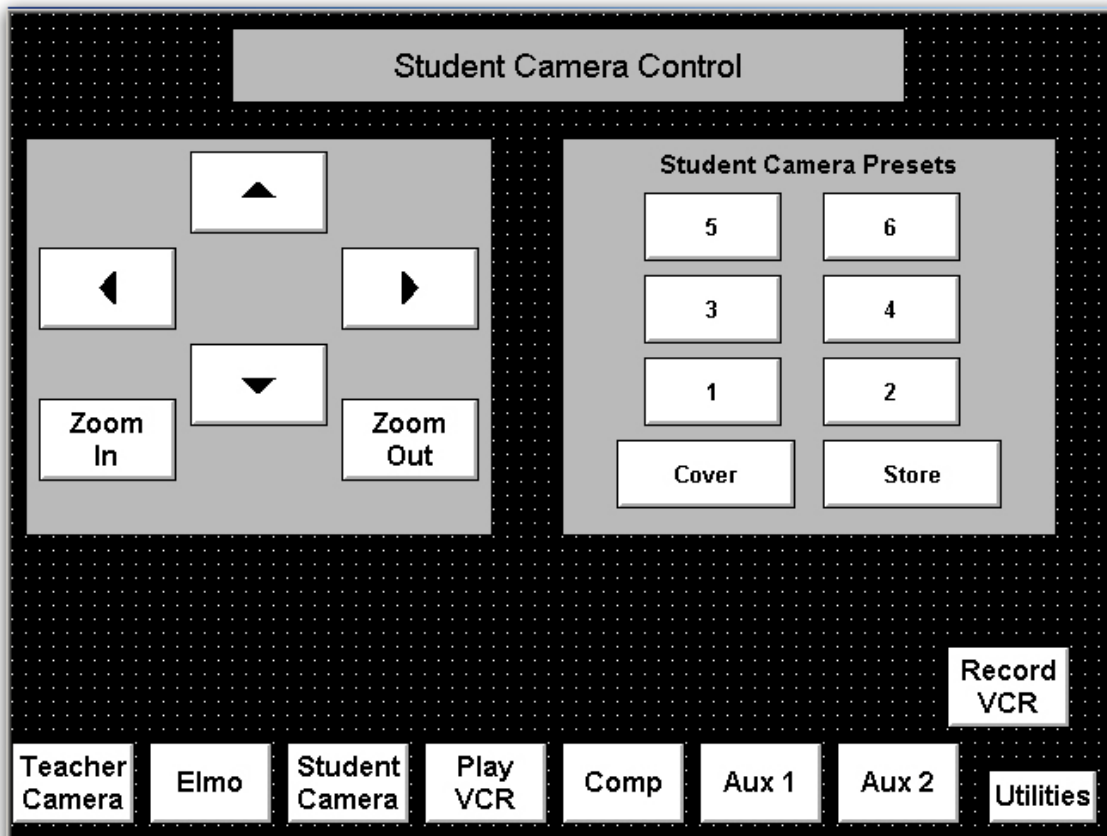 Student Camera Control
Student Camera Presets
5 6
3 4
1 2
Zoom
In
Zoom
Out
Cover Store
Record
VCR
Teacher
Camera
Elmo
Student
Camera
Play
VCR
Comp
Aux 1
Aux 2
Utilities